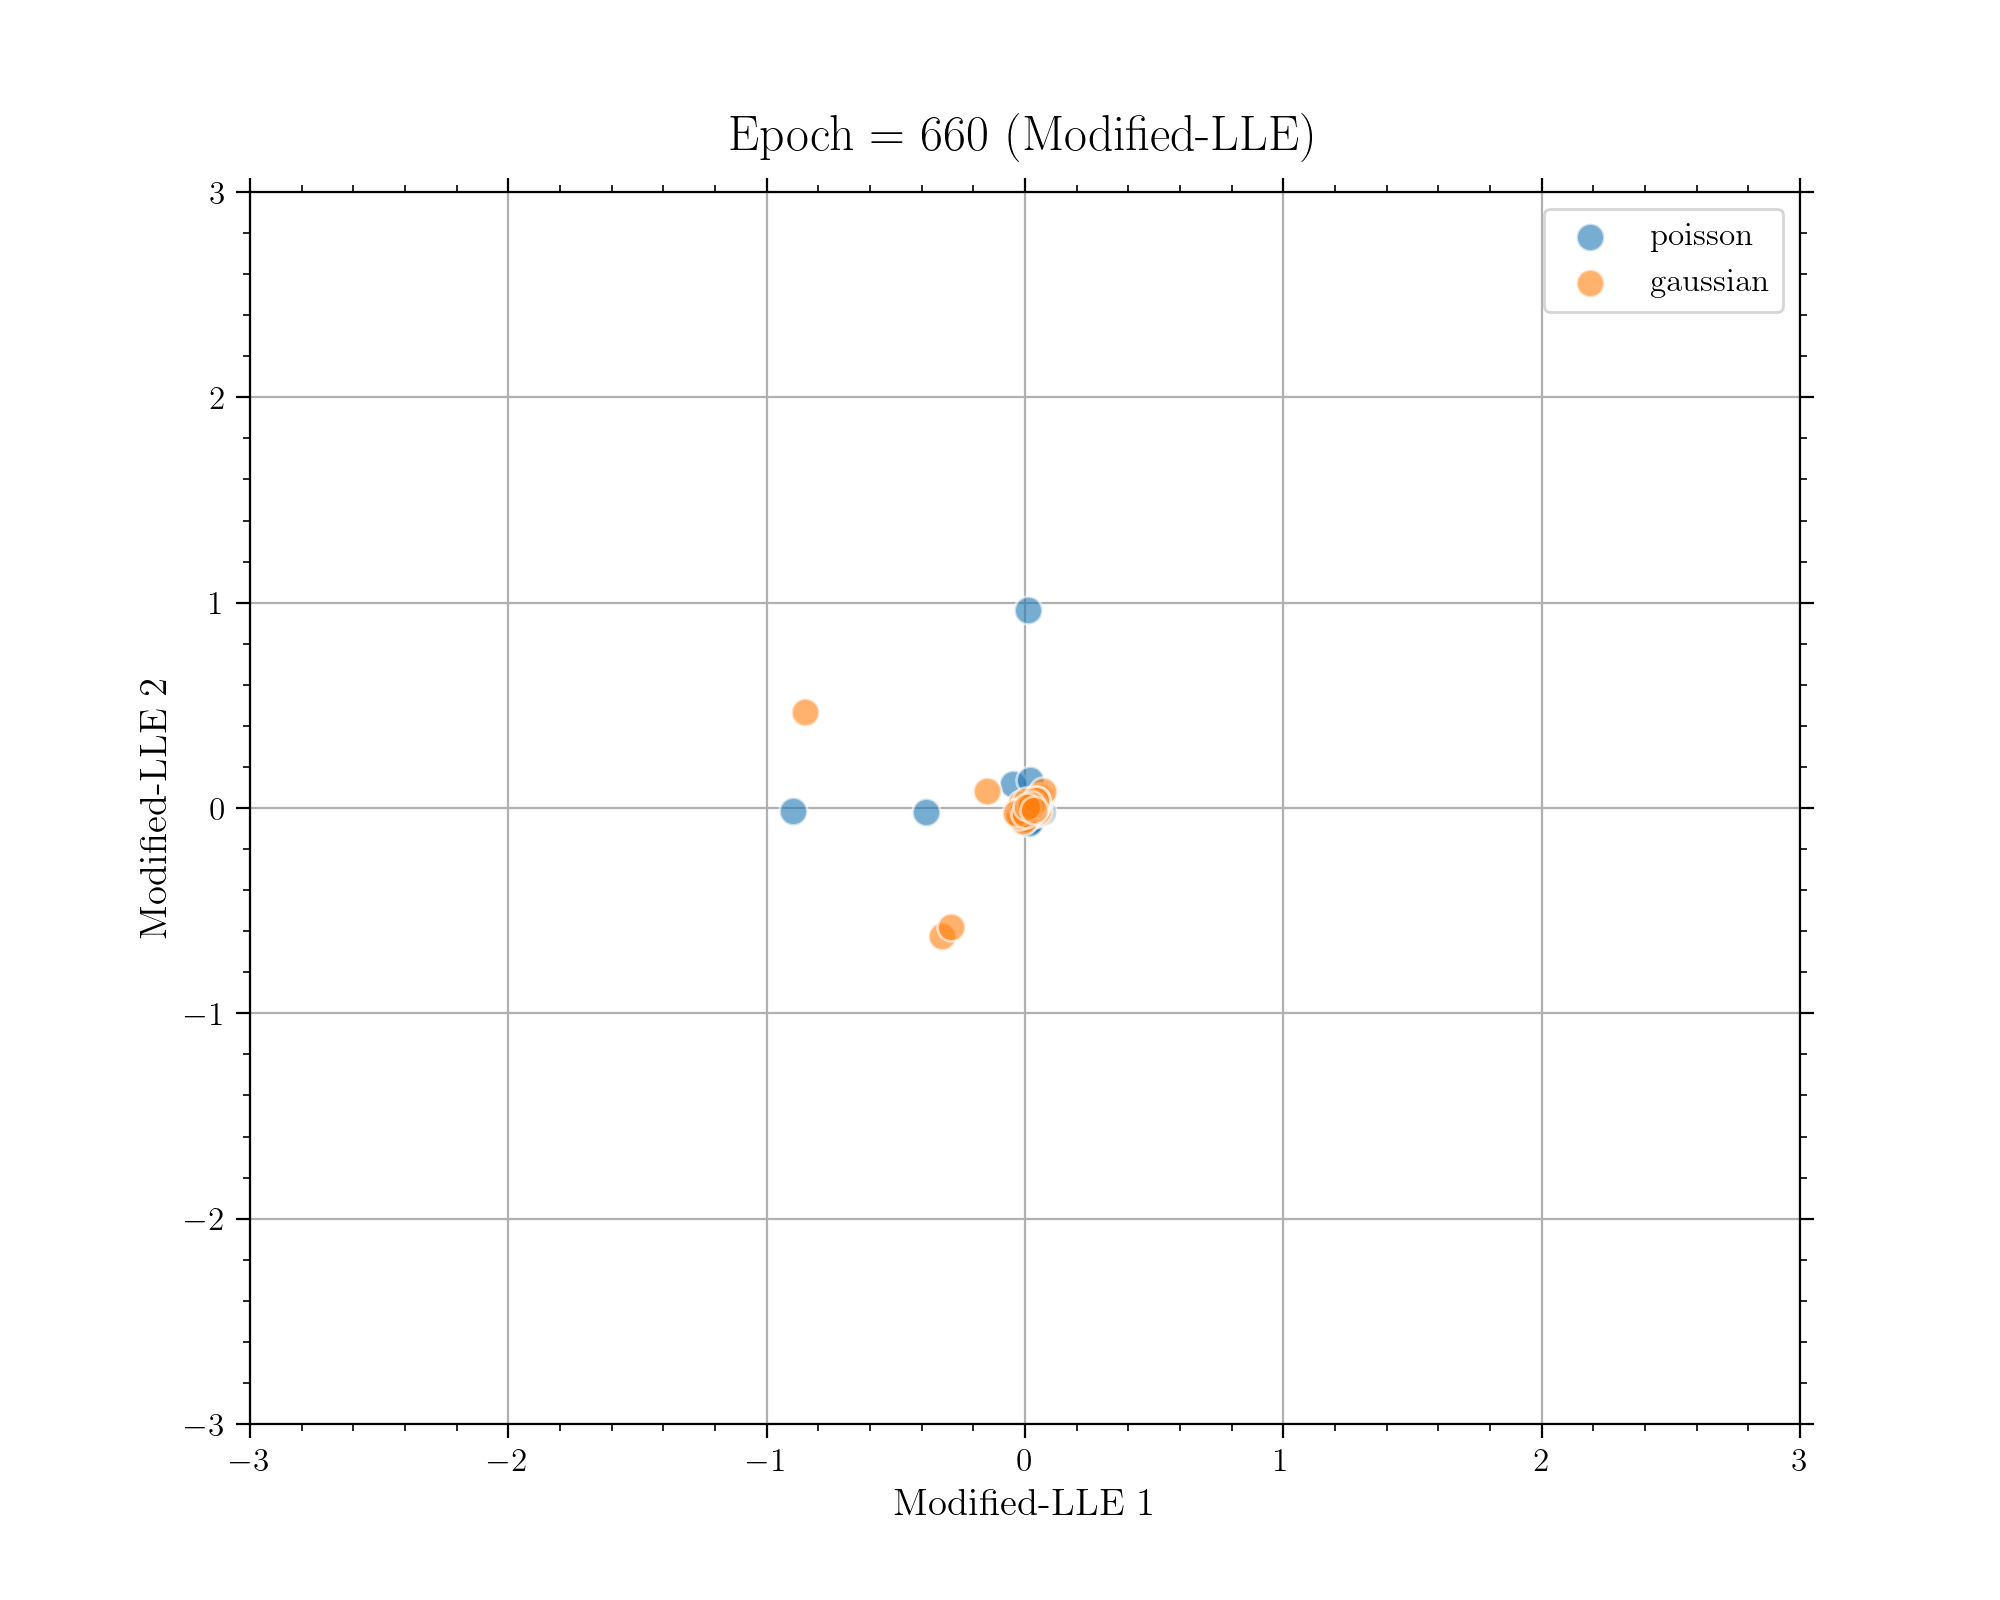 Epoch = 660 (Modified-LLE)
poisson
gaussian
3
2
1
0
−1
−2
−3
Modified-LLE 2
−3
−2
−1
0
1
2
3
Modified-LLE 1